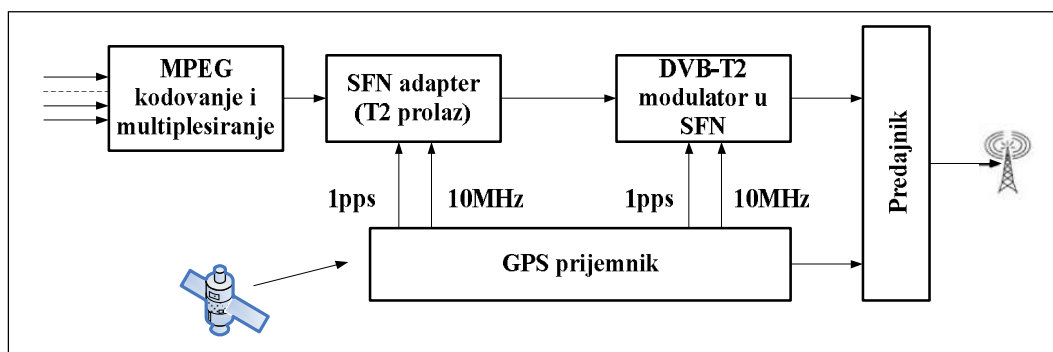 MPEG
kodovanje i
multiplesiranje
SFN adapter
(T2 prolaz)
DVB-T2
modulator u
SFN
Predajnik
1pps
10MHz
1pps
10MHz
GPS prijemnik